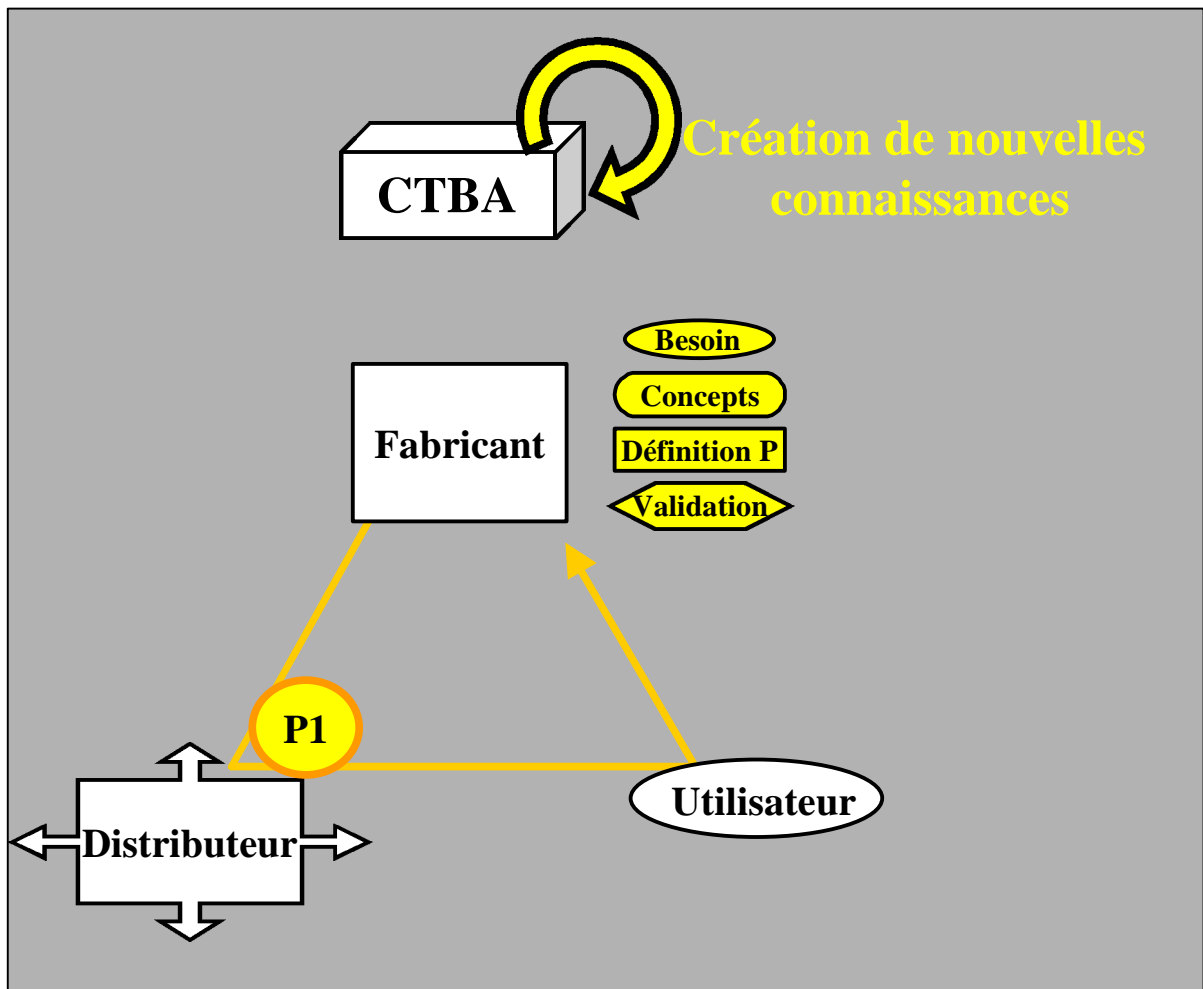 CTBA
Création de nouvelles
connaissances
Besoin
Concepts
Fabricant
Définition P
Validation
P1
Utilisateur
Distributeur